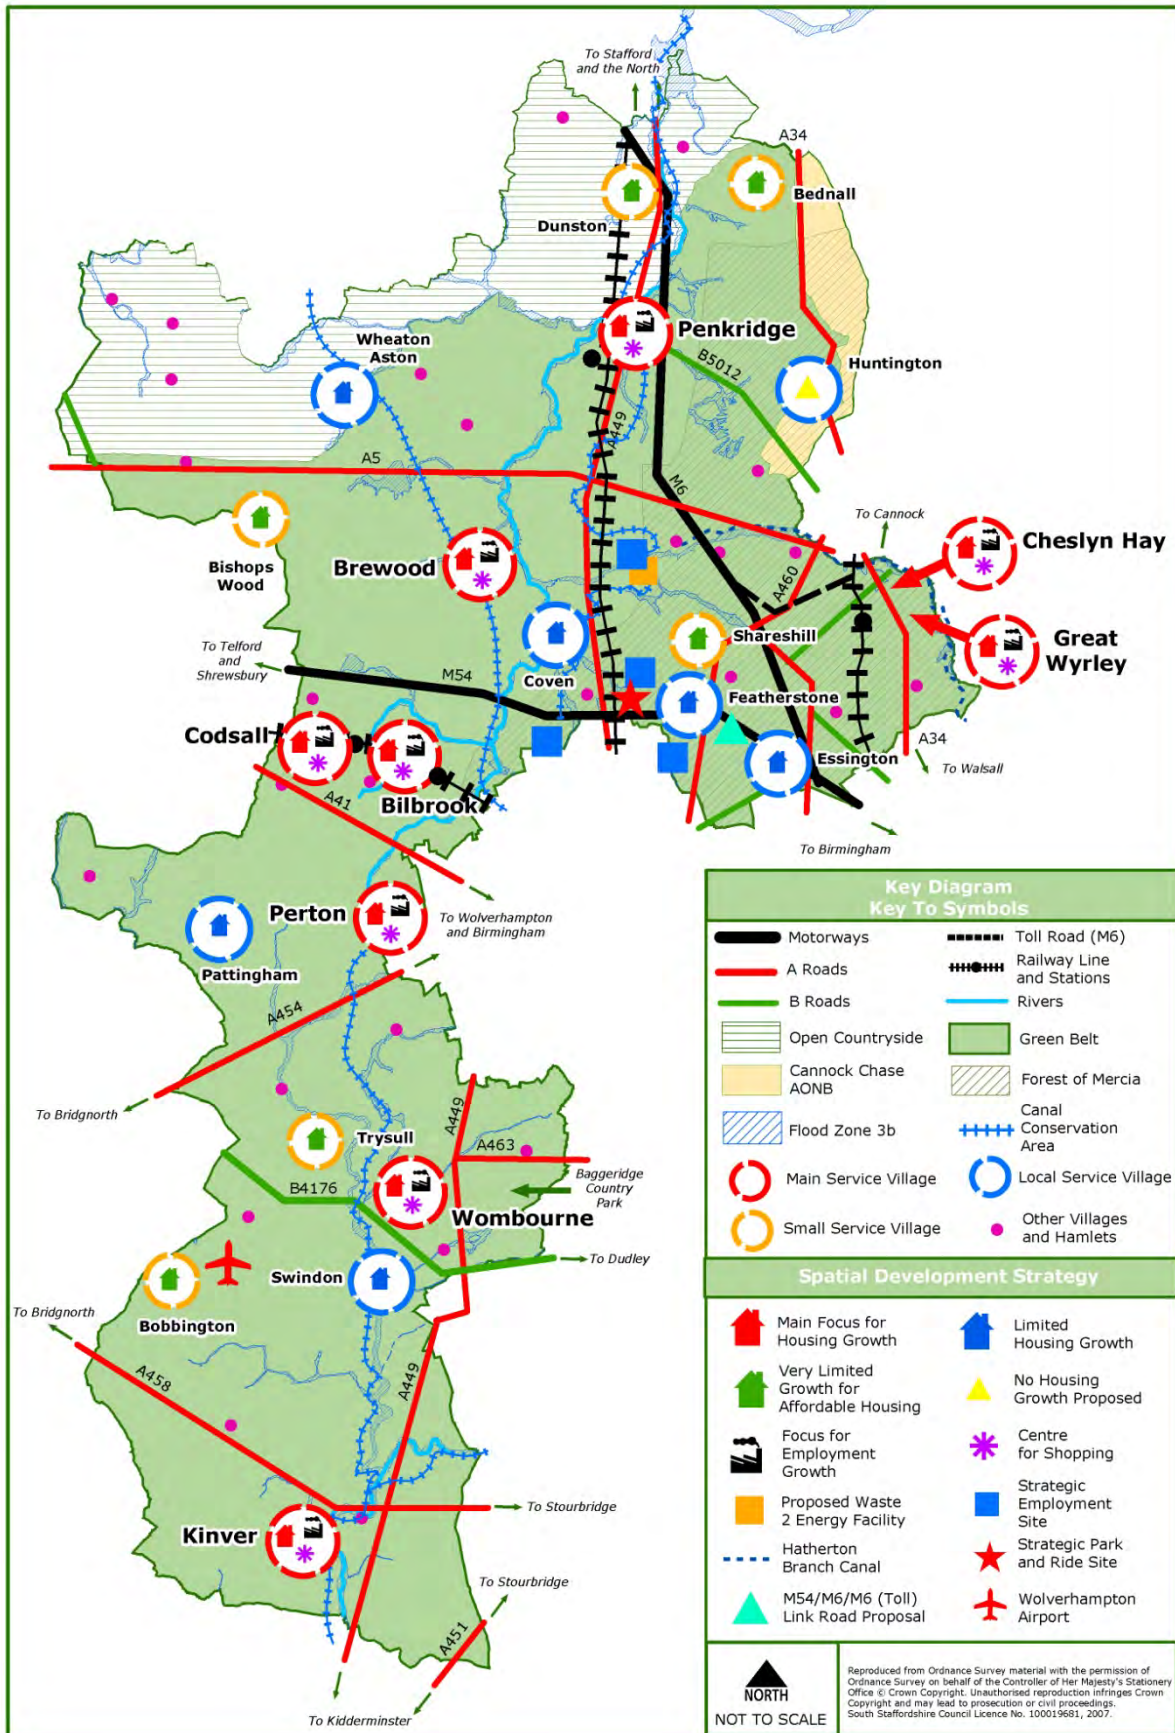 To Stafford
and the North
A34
Bednall
Dunston
Penkridge
Wheaton
Aston
B5012
Huntington
A449
A5
M6
To Cannock
Cheslyn Hay
Bishops
Wood
Brewood
A460
Shareshill
Great
Wyrley
To Telford
and
Shrewsbury
M54
Coven
Featherstone
Codsall
A34
Essington
To Walsall
Bilbrook
A41
To Birmingham
Perton
To Wolverhampton
and Birmingham
Pattingham
A454
To Bridgnorth
A449
Trysull
A463
B4176
Baggeridge
Country
Park
Wombourne
To Dudley
Swindon
To Bridgnorth
Bobbington
A458
A449
To Stourbridge
Kinver
To Stourbridge
A451
To Kidderminster
Key Diagram
Key To Symbols
Motorways
Toll Road (M6)
A Roads
Railway Line
and Stations
B Roads
Rivers
Open Countryside
Green Belt
Cannock Chase
AONB
Forest of Mercia
Flood Zone 3b
Canal
Conservation
Area
Main Service Village
Local Service Village
Small Service Village
Other Villages
and Hamlets
Spatial Development Strategy
Main Focus for
Housing Growth
Limited
Housing Growth
Very Limited
Growth for
Affordable Housing
No Housing
Growth Proposed
Focus for
Employment
Growth
Centre
for Shopping
Proposed Waste
2 Energy Facility
Strategic
Employment
Site
Hatherton
Branch Canal
Strategic Park
and Ride Site
M54/M6/M6 (Toll)
Link Road Proposal
Wolverhampton
Airport
NORTH
NOT TO SCALE
Reproduced from Ordnance Survey material with the permission of
Ordnance Survey on behalf of the Controller of Her Majesty's Stationery
Office © Crown Copyright. Unauthorised reproduction infringes Crown
Copyright and may lead to prosecution or civil proceedings.
South Staffordshire Council Licence No. 100019681, 2007.